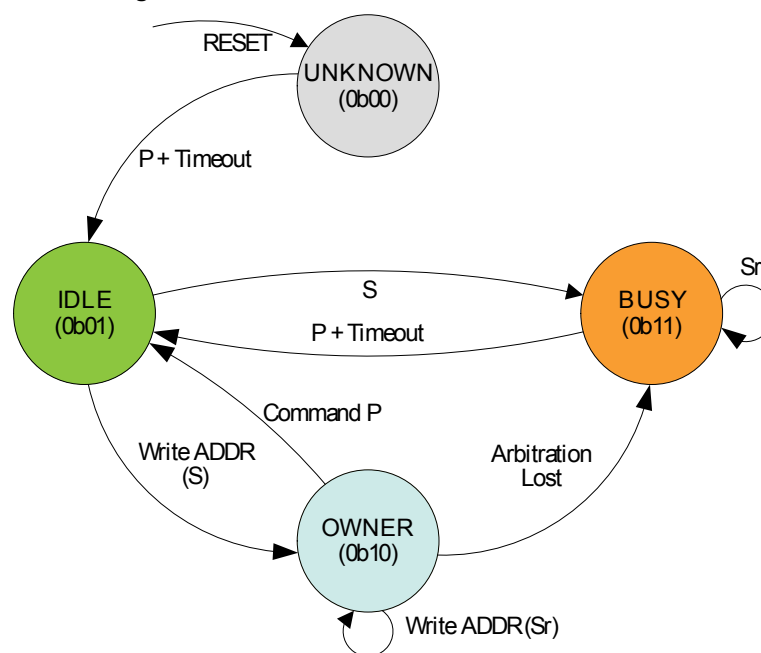 RESET
UNKNOWN
(0b00)
P + Timeout
IDLE
(0b01)
S
BUSY
(0b11)
Sr
P + Timeout
Command P
Write ADDR
(S)
Arbitration
Lost
OWNER
(0b10)
Write ADDR(Sr)